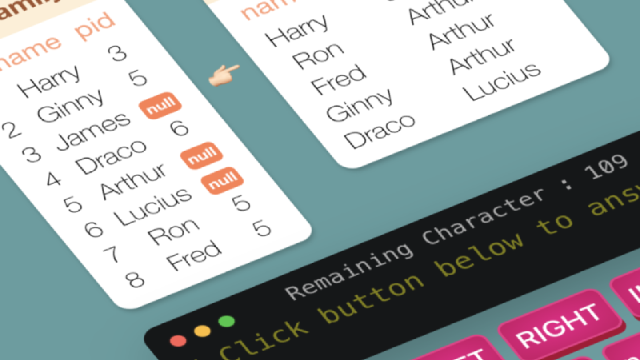 name pid
Harry 3
2 Ginny 5
3 James null
4 Draco 6
5 Arthur null
6 Lucius null
7 Ron 5
8 Fred 5
Harry
Ron Arthur
Fred Arthur
Ginny Arthur
Draco Lucius
Remaining Character : 109
Click button below to
RIGHT